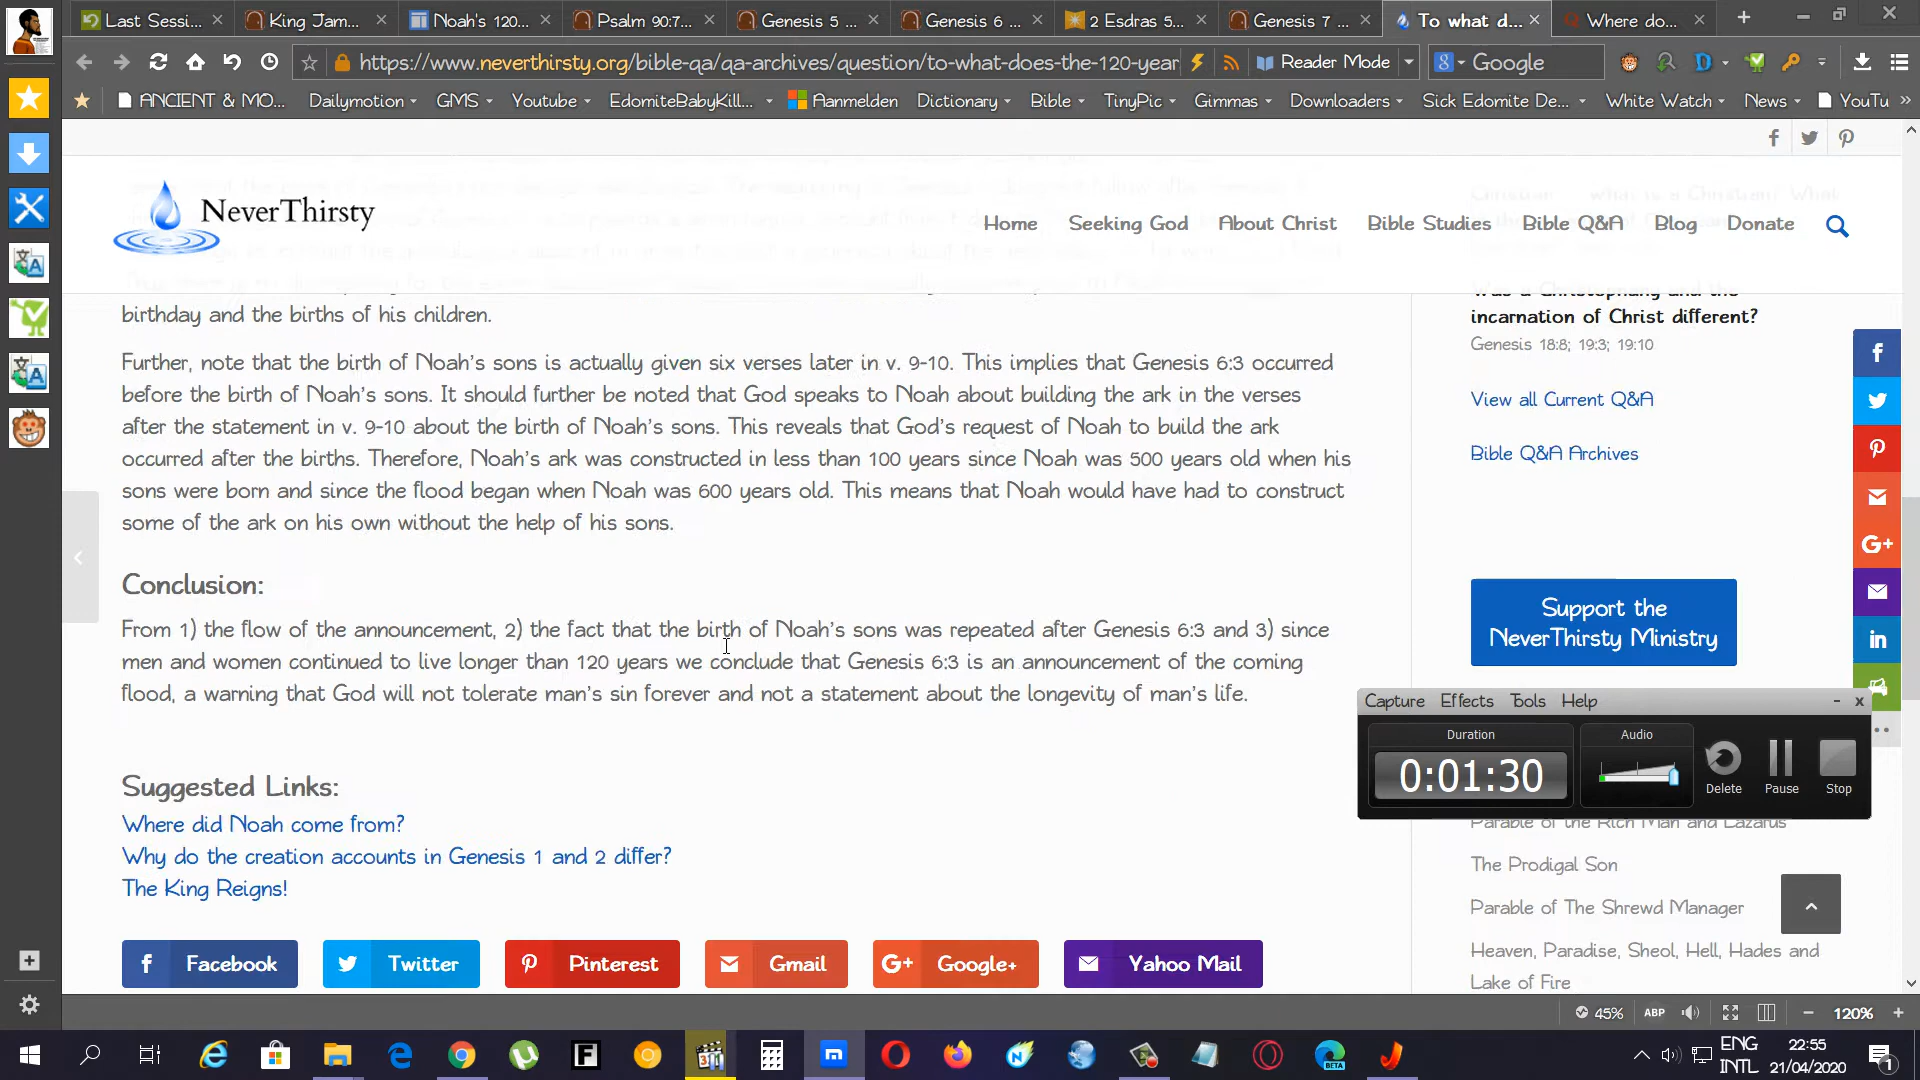 Last Sessi...
King Jam...
Noah's 120...
Psalm 90:7...
Genesis 5 ...
Genesis 6 ...
2 Esdras 5...
Genesis 7 ...
To what d...
Where do...
https://www.neverthirsty.org/bible-qa/qa-archives/question/to-what-does-the-120-year
Reader Mode
Google
ANCIENT & MO...
Dailymotion
GMS
Youtube
EdomiteBabyKill...
Aanmelden
Dictionary
Bible
TinyPic
Gimmas
Downloaders
Sick Edomite De...
White Watch
News
YouTu
NeverThirsty
Home
Seeking God
About Christ
Bible Studies
Bible Q&A
Blog
Donate
birthday and the births of his children.
Further, note that the birth of Noah's sons is actually given six verses later in v. 9-10. This implies that Genesis 6:3 occurred
before the birth of Noah's sons. It should further be noted that God speaks to Noah about building the ark in the verses
after the statement in v. 9-10 about the birth of Noah's sons. This reveals that God's request of Noah to build the ark
occurred after the births. Therefore, Noah's ark was constructed in less than 100 years since Noah was 500 years old when his
sons were born and since the flood began when Noah was 600 years old. This means that Noah would have had to construct
some of the ark on his own without the help of his sons.
Conclusion:
From 1) the flow of the announcement, 2) the fact that the birth of Noah's sons was repeated after Genesis 6:3 and 3) since
men and women continued to live longer than 120 years we conclude that Genesis 6:3 is an announcement of the coming
flood, a warning that God will not tolerate man's sin forever and not a statement about the longevity of man's life.
Suggested Links:
Where did Noah come from?
Why do the creation accounts in Genesis 1 and 2 differ?
The King Reigns!
Facebook
Twitter
Pinterest
Gmail
Google+
Yahoo Mail
Was a Christophany and the
incarnation of Christ different?
Genesis 18:8; 19:3; 19:10
View all Current Q&A
Bible Q&A Archives
Support the
NeverThirsty Ministry
Capture
Effects
Tools
Help
Duration
0:01:30
Audio
Delete
Pause
Stop
Parable of the Rich Man and Lazarus
The Prodigal Son
Parable of The Shrewd Manager
Heaven, Paradise, Sheol, Hell, Hades and
Lake of Fire
45%
ABP
120%
ENG
INTL
22:55
21/04/2020
1